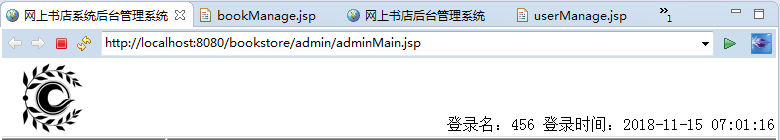 网上书店系统后台管理系统 bookManage.jsp 网上书店后台管理系统 userManage.jsp »1
http://localhost:8080/bookstore/admin/adminMain.jsp
登录名：456 登录时间：2018-11-15 07:01:16